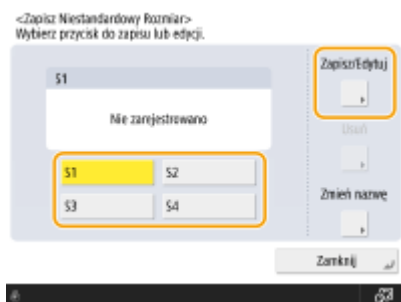 <Zapisz Niestandardowy Rozmiar>
Wybierz przycisk do zapisu lub edycji.
Zapisz/Edytuj
S1
Nie zarejestrowano
Usuń
S1
S2
S3
S4
Zmień nazwę
Zamknij